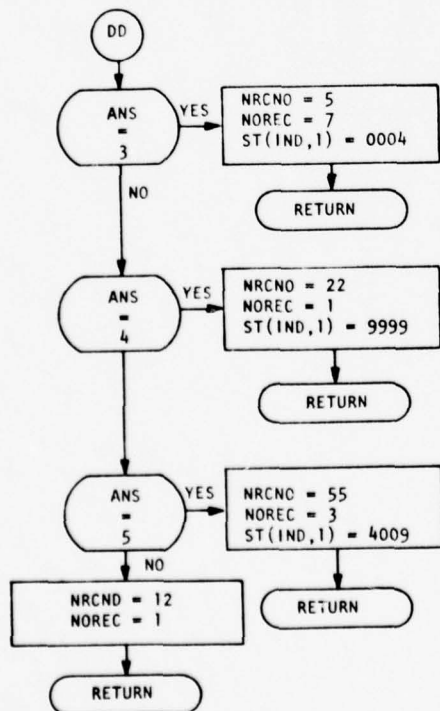 DD
ANS
=
3
YES
NRCNO = 5
NOREC = 7
ST(IND,1) = 0004
RETURN
NO
ANS
=
4
YES
NRCNO = 22
NOREC = 1
ST(IND,1) = 9999
RETURN
ANS
=
5
YES
NRCNO = 55
NOREC = 3
ST(IND,1) = 4009
RETURN
NO
NRCND = 12
NOREC = 1
RETURN